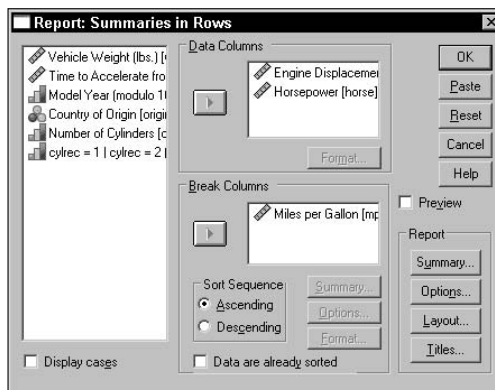 Report: Summaries in Rows
Vehicle Weight (lbs.) [
Time to Accelerate fro
Model Year (modulo 10
Country of Origin [origi
Number of Cylinders [c
cylrec = 1 | cylrec = 2 |
Display cases
Data Columns
Engine Displacemer
Horsepower [horse]
Format...
Break Columns
Miles per Gallon [mp
Sort Sequence
Ascending
Descending
Summary...
Options...
Format...
Data are already sorted
OK
Paste
Reset
Cancel
Help
Preview
Report
Summary...
Options...
Layout...
Titles...